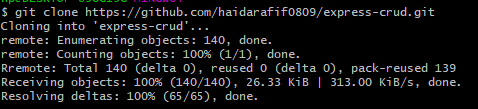 $ git clone https://github.com/haidarafif0809/express-crud.git
Cloning into 'express-crud'...
remote: Enumerating objects: 140, done.
remote: Counting objects: 100% (1/1), done.
Rremote: Total 140 (delta 0), reused 0 (delta 0), pack-reused 139
Receiving objects: 100% (140/140), 26.33 KiB | 313.00 KiB/s, done.
Resolving deltas: 100% (65/65), done.